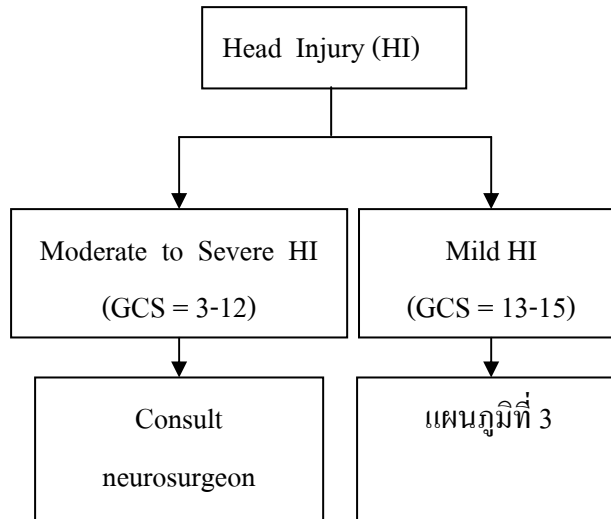 Head Injury (HI)
Moderate to Severe HI
(GCS = 3-12)
Mild HI
(GCS = 13-15)
Consult
neurosurgeon
แผนภูมิที่ 3